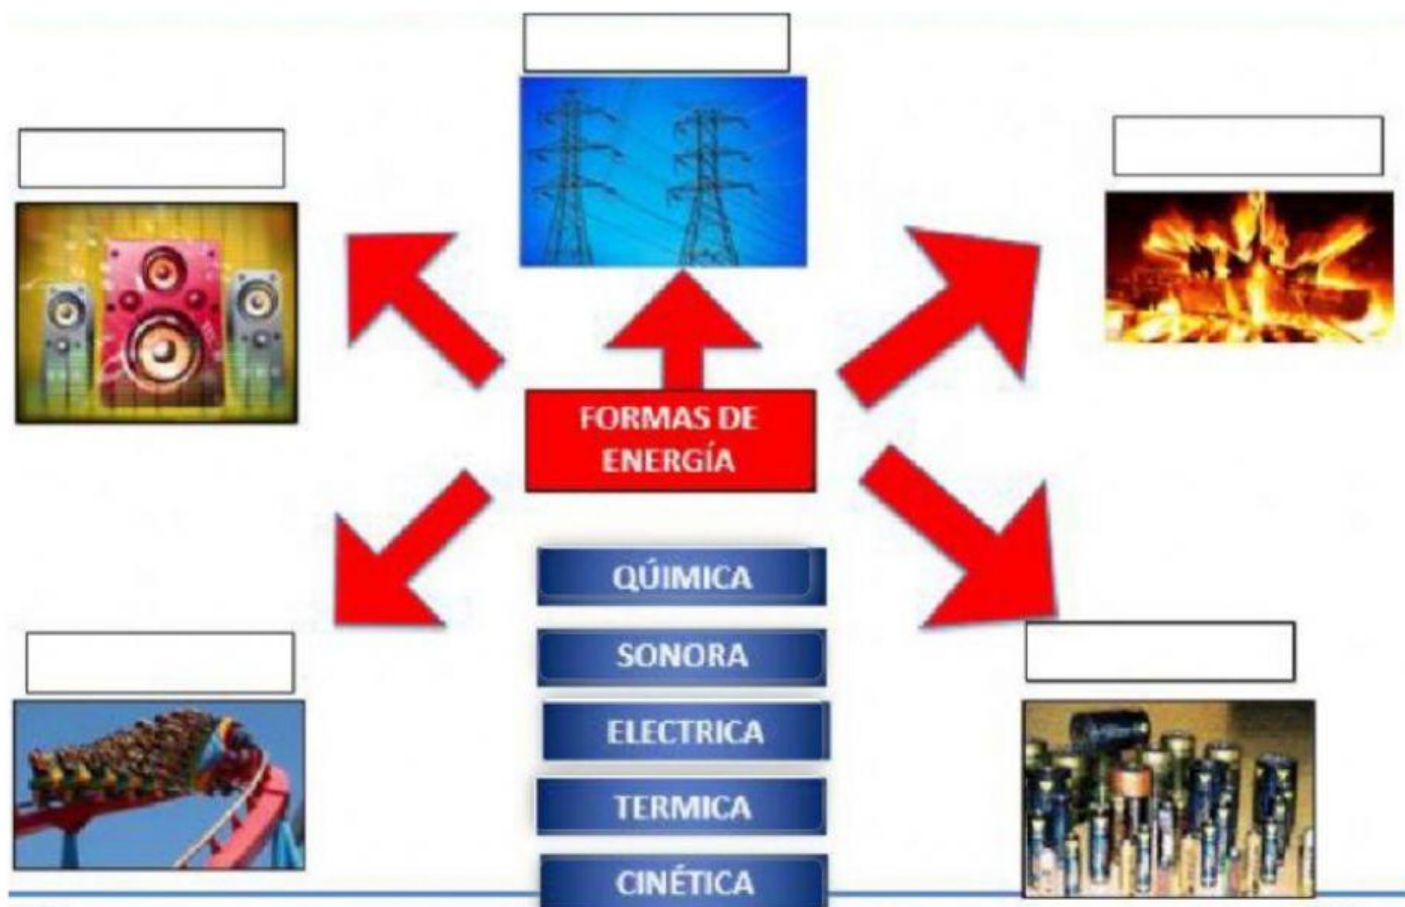 FORMAS DE
ENERGÍA
QÚIMICA
SONORA
ELECTRICA
TERMICA
CINÉTICA